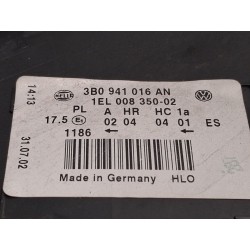 14:13
31.07.02
HELLA
3B0 941 016 AN
1EL 008 350-02
PL A HR HC 1a
17.5 E1 02 04 04 01 ES
1186 ← ←
Made in Germany HLO